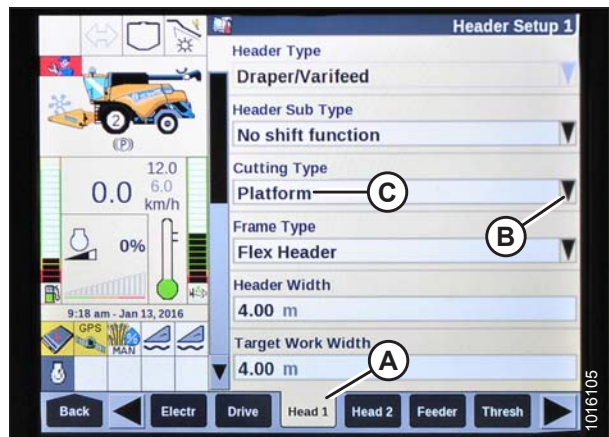 Header Setup 1
Header Type
Draper/Varifeed
Header Sub Type
No shift function
Cutting Type
Platform
C
B
Frame Type
Flex Header
Header Width
4.00 m
Target Work Width
4.00 m
A
2
(P)
12.0
0.0 6.0
km/h
0%
9:18 am - Jan 13, 2016
GPS
%
MAN
Back
Electr
Drive
Head 1
Head 2
Feeder
Thresh
1016105